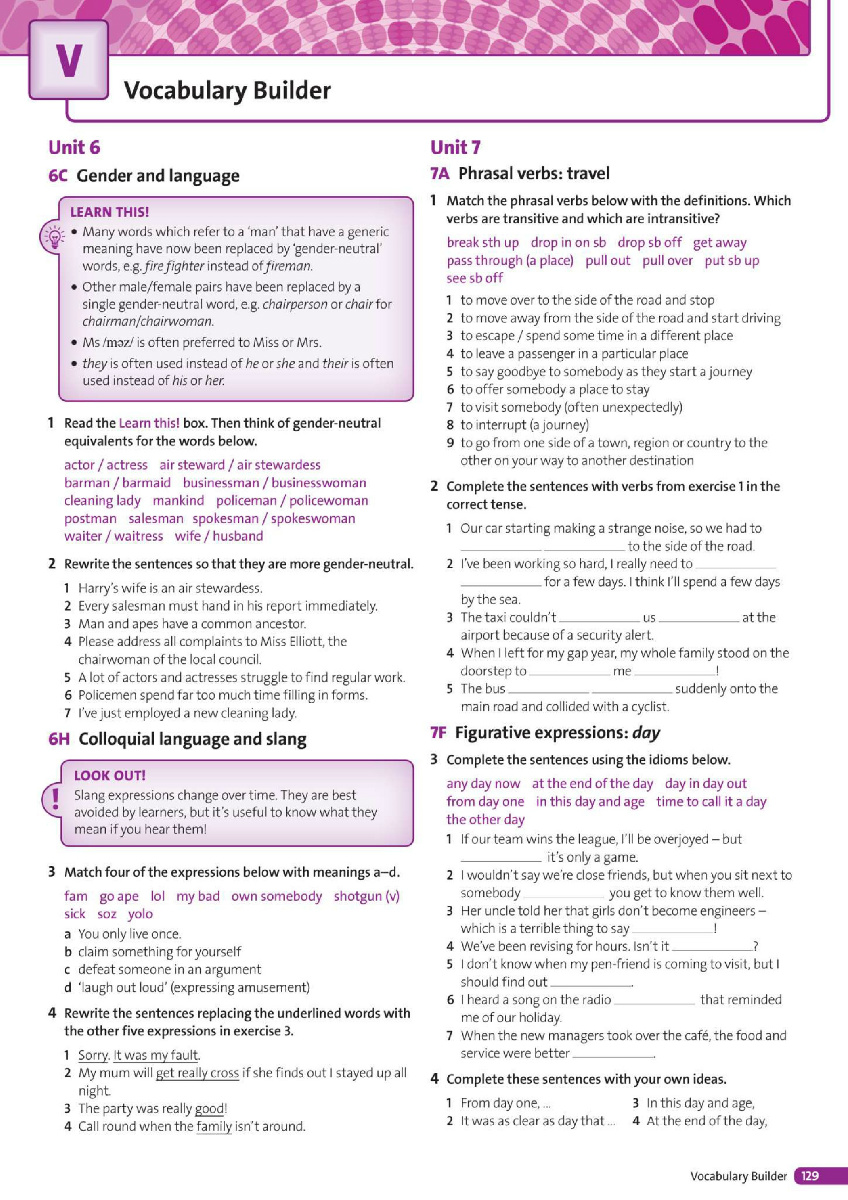 V
Vocabulary Builder
Unit 6
6C Gender and language
LEARN THIS!
• Many words which refer to a ‘man’ that have a generic
meaning have now been replaced by ‘gender-neutral’
words, e.g. fire fighter instead of fireman.
• Other male/female pairs have been replaced by a
single gender-neutral word, e.g. chairperson or chair for
chairman/chairwoman.
• Ms /məz/ is often preferred to Miss or Mrs.
• they is often used instead of he or she and their is often
used instead of his or her.
1 Read the Learn this! box. Then think of gender-neutral
equivalents for the words below.
actor / actress air steward / air stewardess
barman / barmaid businessman / businesswoman
cleaning lady mankind policeman / policewoman
postman salesman spokesman / spokeswoman
waiter / waitress wife / husband
2 Rewrite the sentences so that they are more gender-neutral.
1 Harry’s wife is an air stewardess.
2 Every salesman must hand in his report immediately.
3 Man and apes have a common ancestor.
4 Please address all complaints to Miss Elliott, the
chairwoman of the local council.
5 A lot of actors and actresses struggle to find regular work.
6 Policemen spend far too much time filling in forms.
7 I’ve just employed a new cleaning lady.
6H Colloquial language and slang
LOOK OUT!
!
Slang expressions change over time. They are best
avoided by learners, but it’s useful to know what they
mean if you hear them!
3 Match four of the expressions below with meanings a–d.
fam go ape lol my bad own somebody shotgun (v)
sick soz yolo
a You only live once.
b claim something for yourself
c defeat someone in an argument
d ‘laugh out loud’ (expressing amusement)
4 Rewrite the sentences replacing the underlined words with
the other five expressions in exercise 3.
1 Sorry. It was my fault.
2 My mum will get really cross if she finds out I stayed up all
night.
3 The party was really good!
4 Call round when the family isn’t around.
Unit 7
7A Phrasal verbs: travel
1 Match the phrasal verbs below with the definitions. Which
verbs are transitive and which are intransitive?
break sth up drop in on sb drop sb off get away
pass through (a place) pull out pull over put sb up
see sb off
1 to move over to the side of the road and stop
2 to move away from the side of the road and start driving
3 to escape / spend some time in a different place
4 to leave a passenger in a particular place
5 to say goodbye to somebody as they start a journey
6 to offer somebody a place to stay
7 to visit somebody (often unexpectedly)
8 to interrupt (a journey)
9 to go from one side of a town, region or country to the
other on your way to another destination
2 Complete the sentences with verbs from exercise 1 in the
correct tense.
1 Our car starting making a strange noise, so we had to
____________ ____________ to the side of the road.
2 I’ve been working so hard, I really need to ____________
____________ for a few days. I think I’ll spend a few days
by the sea.
3 The taxi couldn’t ____________ us ____________ at the
airport because of a security alert.
4 When I left for my gap year, my whole family stood on the
doorstep to ____________ me ____________!
5 The bus ____________ ____________ suddenly onto the
main road and collided with a cyclist.
7F Figurative expressions: day
3 Complete the sentences using the idioms below.
any day now at the end of the day day in day out
from day one in this day and age time to call it a day
the other day
1 If our team wins the league, I’ll be overjoyed – but
____________ it’s only a game.
2 I wouldn’t say we’re close friends, but when you sit next to
somebody ____________ you get to know them well.
3 Her uncle told her that girls don’t become engineers –
which is a terrible thing to say ____________!
4 We’ve been revising for hours. Isn’t it ____________?
5 I don’t know when my pen-friend is coming to visit, but I
should find out ____________.
6 I heard a song on the radio ____________ that reminded
me of our holiday.
7 When the new managers took over the café, the food and
service were better ____________.
4 Complete these sentences with your own ideas.
1 From day one, ...
2 It was as clear as day that ...
3 In this day and age,
4 At the end of the day,
Vocabulary Builder 129